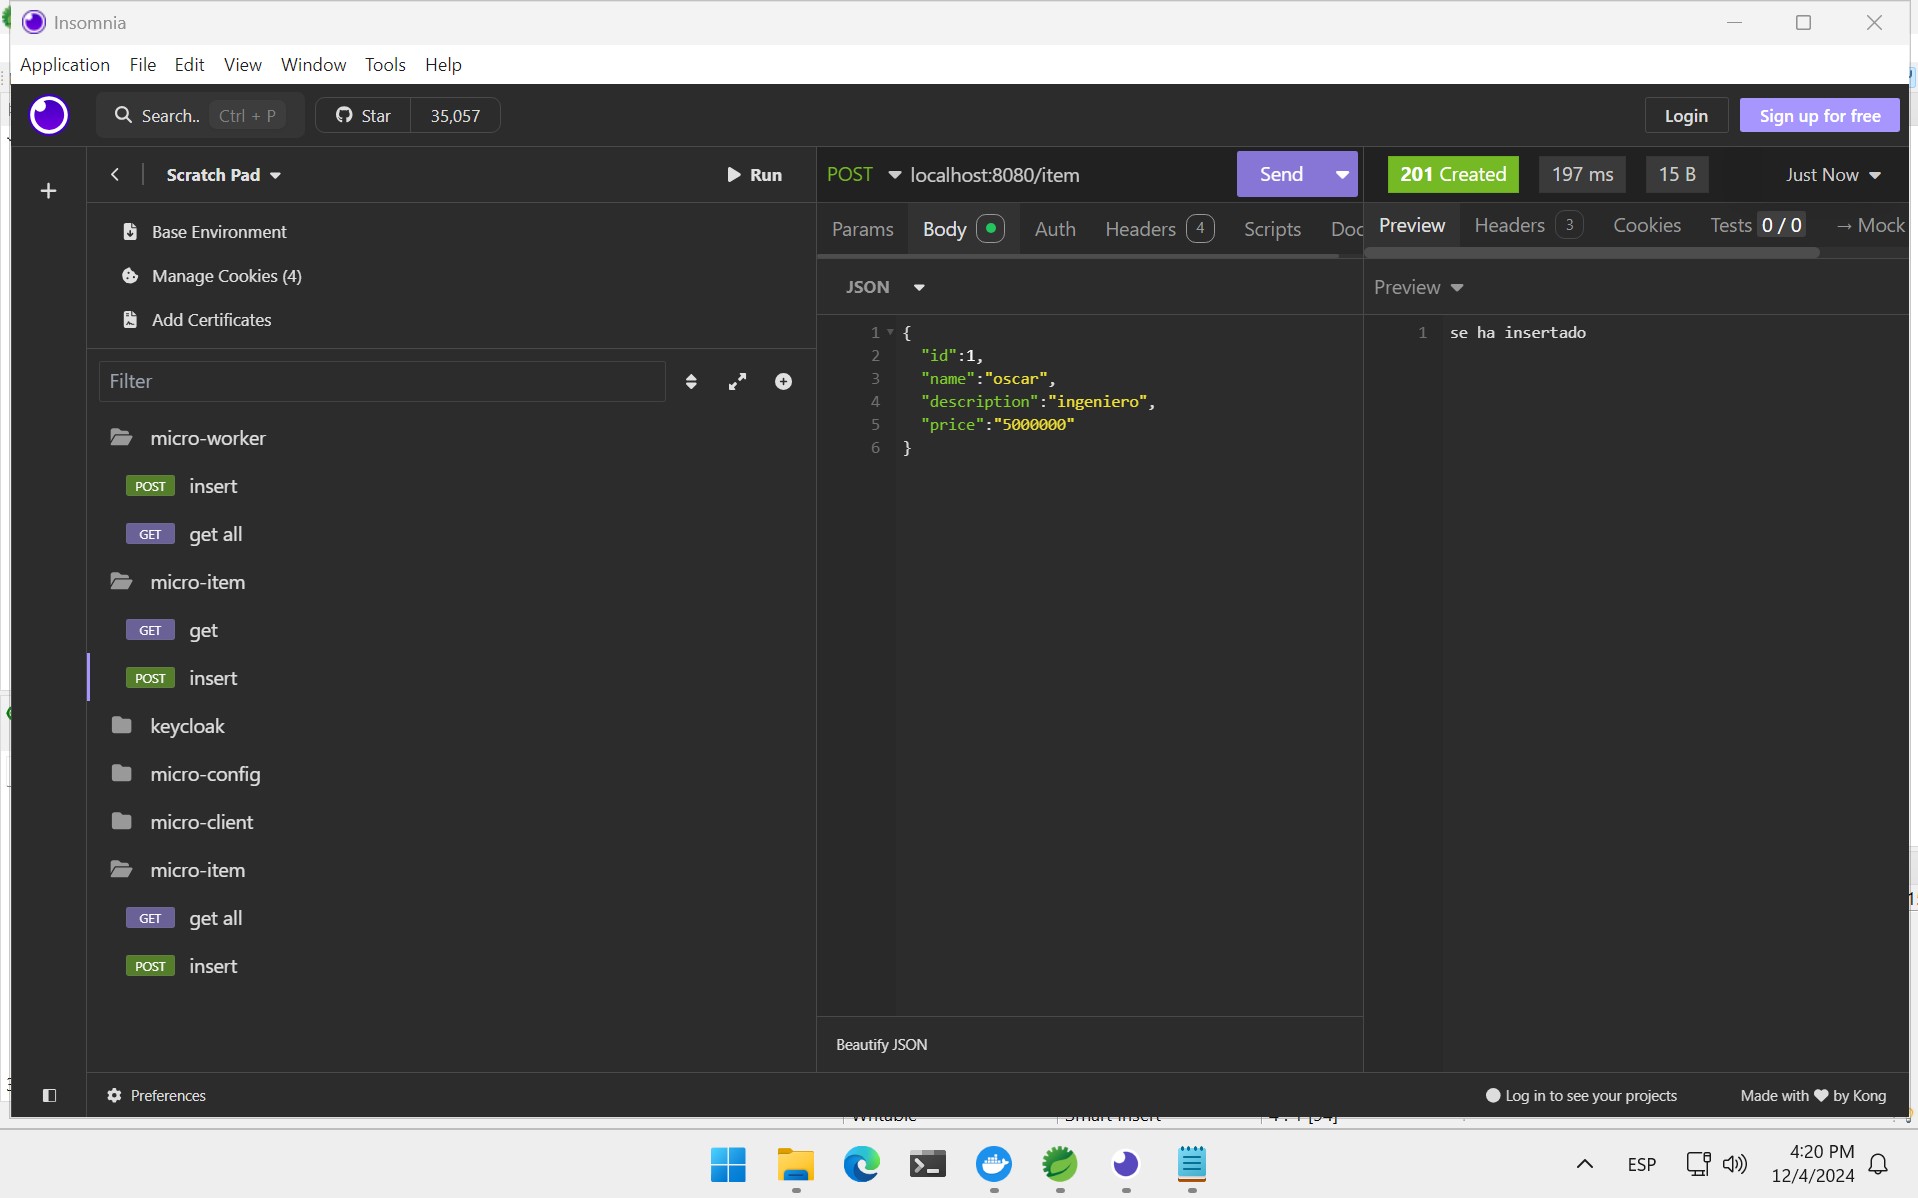 Insomnia
Application File Edit View Window Tools Help
Search.. Ctrl + P Star 35,057 Login Sign up for free
Scratch Pad Run
Base Environment
Manage Cookies (4)
Add Certificates
Filter
micro-worker
POST insert
GET get all
micro-item
GET get
POST insert
keycloak
micro-config
micro-client
micro-item
GET get all
POST insert
Preferences
POST localhost:8080/item Send
Params Body Auth Headers 4 Scripts Doc
JSON
1 {
2 "id":1,
3 "name":"oscar",
4 "description":"ingeniero",
5 "price":"5000000"
6 }
Beautify JSON
201 Created 197 ms 15 B Just Now
Preview Headers 3 Cookies Tests 0 / 0 → Mock
Preview
1 se ha insertado
Log in to see your projects Made with ❤ by Kong
ESP
4:20 PM
12/4/2024